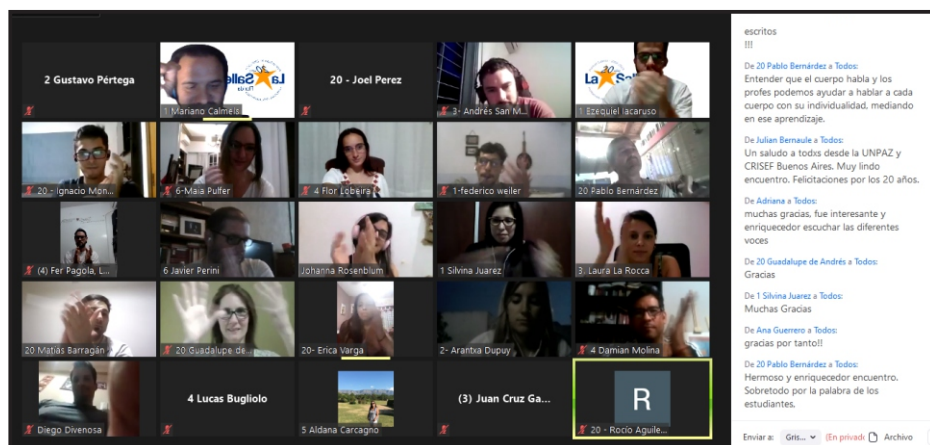 2 Gustavo Pértega
1 Mariano Calmels
20 - Joel Perez
3- Andrés San M...
1 Ezequiel Iacaruso
20 - Ignacio Mon...
6-Maia Pulfer
4 Flor Lobeira
1-federico weiler
20 Pablo Bernárdez
(4) Fer Pagola, L...
6 Javier Perini
Johanna Rosenblum
1 Silvina Juarez
3. Laura La Rocca
20 Matiàs Barragán
20 Guadalupe de...
20- Erica Varga
2- Arantxa Dupuy
4 Damian Molina
Diego Divenosa
4 Lucas Bugliolo
5 Aldana Carcagno
(3) Juan Cruz Ga...
R
20 - Rocío Aguile...
escritos
!!!
De 20 Pablo Bernárdez a Todos:
Entender que el cuerpo habla y los
profes podemos ayudar a hablar a cada
cuerpo con su individualidad, mediando
en ese aprendizaje.
De Julian Bernaule a Todos:
Un saludo a todxs desde la UNPAZ y
CRISEF Buenos Aires. Muy lindo
encuentro. Felicitaciones por los 20 años.
De Adriana a Todos:
muchas gracias, fue interesante y
enriquecedor escuchar las diferentes
voces
De 20 Guadalupe de Andrés a Todos:
Gracias
De 1 Silvina Juarez a Todos:
Muchas Gracias
De Ana Guerrero a Todos:
gracias por tanto!!
De 20 Pablo Bernárdez a Todos:
Hermoso y enriquecedor encuentro.
Sobretodo por la palabra de los
estudiantes.
Enviar a: Gris... (En privado Archivo